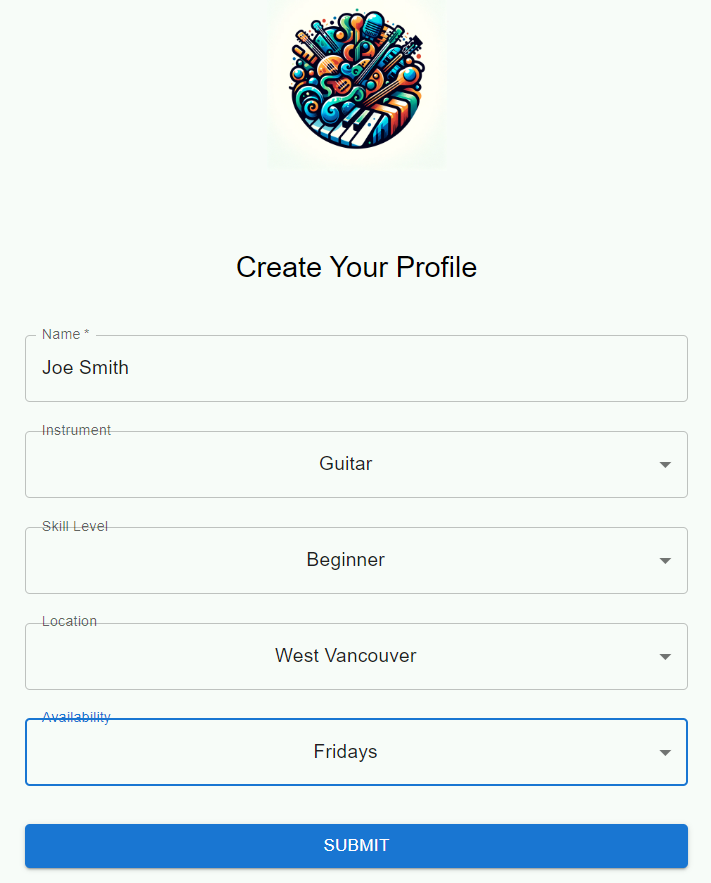 Create Your Profile
Name *
Joe Smith
Instrument
Guitar
Skill Level
Beginner
Location
West Vancouver
Availability
Fridays
SUBMIT